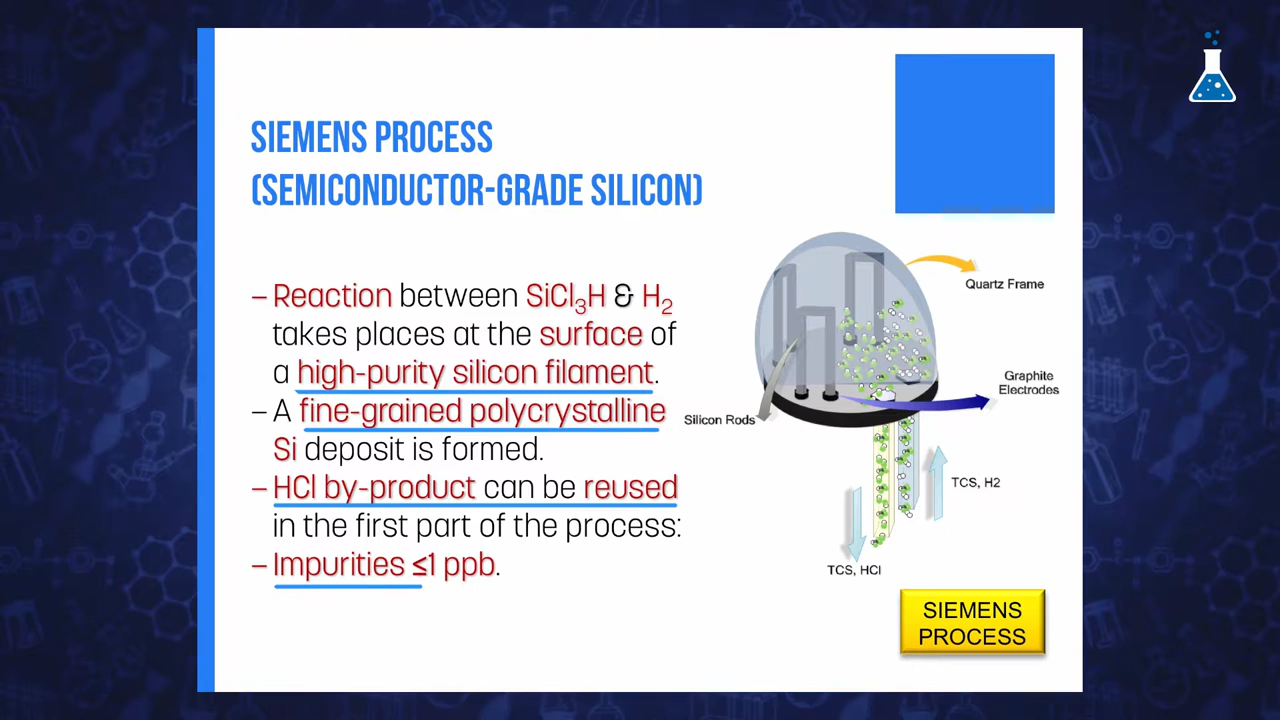 SIEMENS PROCESS
(SEMICONDUCTOR-GRADE SILICON)
– Reaction between SiCl₃H & H₂
takes places at the surface of
a high-purity silicon filament.
– A fine-grained polycrystalline
Si deposit is formed.
– HCl by-product can be reused
in the first part of the process:
– Impurities ≤1 ppb.
Quartz Frame
Graphite
Electrodes
Silicon Rods
TCS, H2
TCS, HCl
SIEMENS
PROCESS